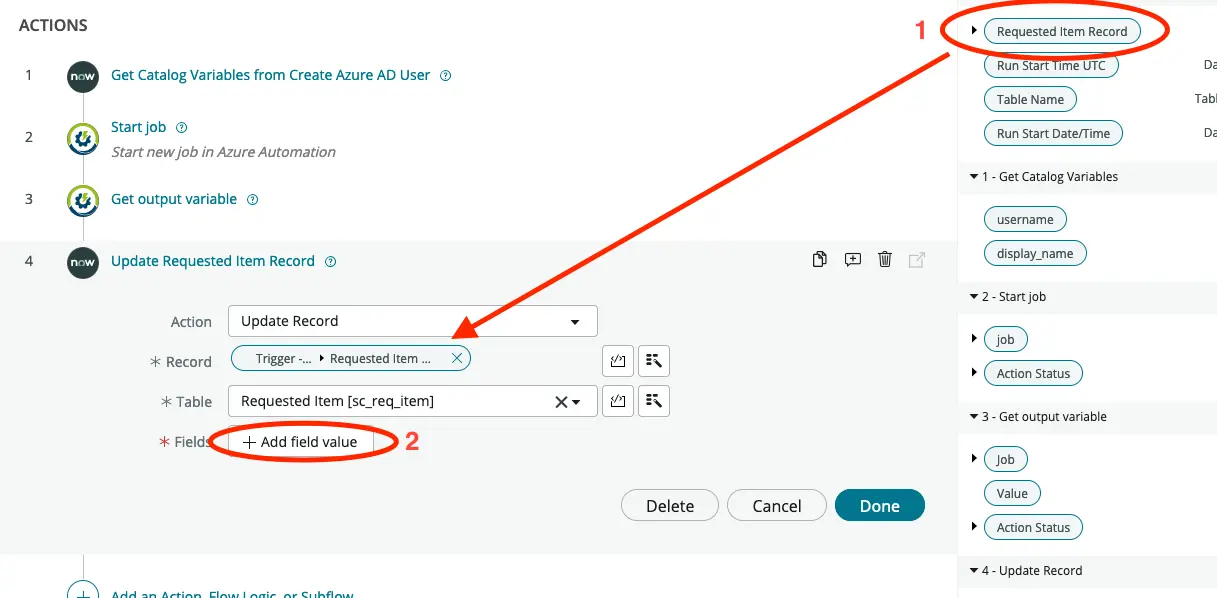 ACTIONS
1 now Get Catalog Variables from Create Azure AD User ?
2 Start job ?
Start new job in Azure Automation
3 Get output variable ?
4 now Update Requested Item Record ?
Action Update Record
* Record Trigger -... Requested Item ...
* Table Requested Item [sc_req_item]
* Fields + Add field value 2
Delete Cancel Done
Add an Action, Flow Logic, or Subflow
1 Requested Item Record
Run Start Time UTC Da
Table Name Tabl
Run Start Date/Time Da
1 - Get Catalog Variables
username
display_name
2 - Start job
job
Action Status
3 - Get output variable
Job
Value
Action Status
4 - Update Record